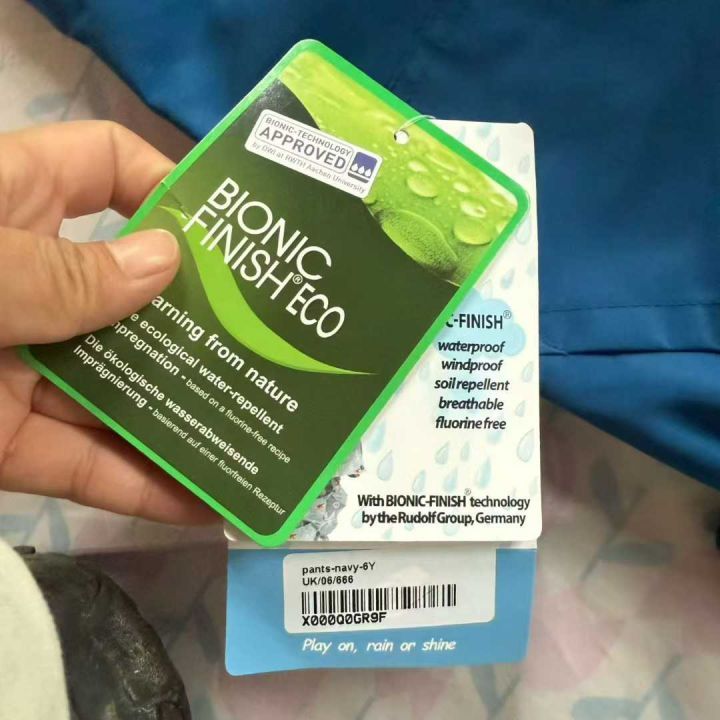 BIONIC-TECHNOLOGY
APPROVED
by DWI at RWTH Aachen University
BIONIC
FINISH® ECO
arning from nature
e ecological water-repellent
pregnation - based on a fluorine-free recipe
Die ökologische wasserabweisende
Imprägnierung - basierend auf einer fluorfreien Rezeptur
C-FINISH®
waterproof
windproof
soil repellent
breathable
fluorine free
With BIONIC-FINISH® technology
by the Rudolf Group, Germany
pants-navy-6Y
UK/06/666
X000Q0GR9F
Play on, rain or shine